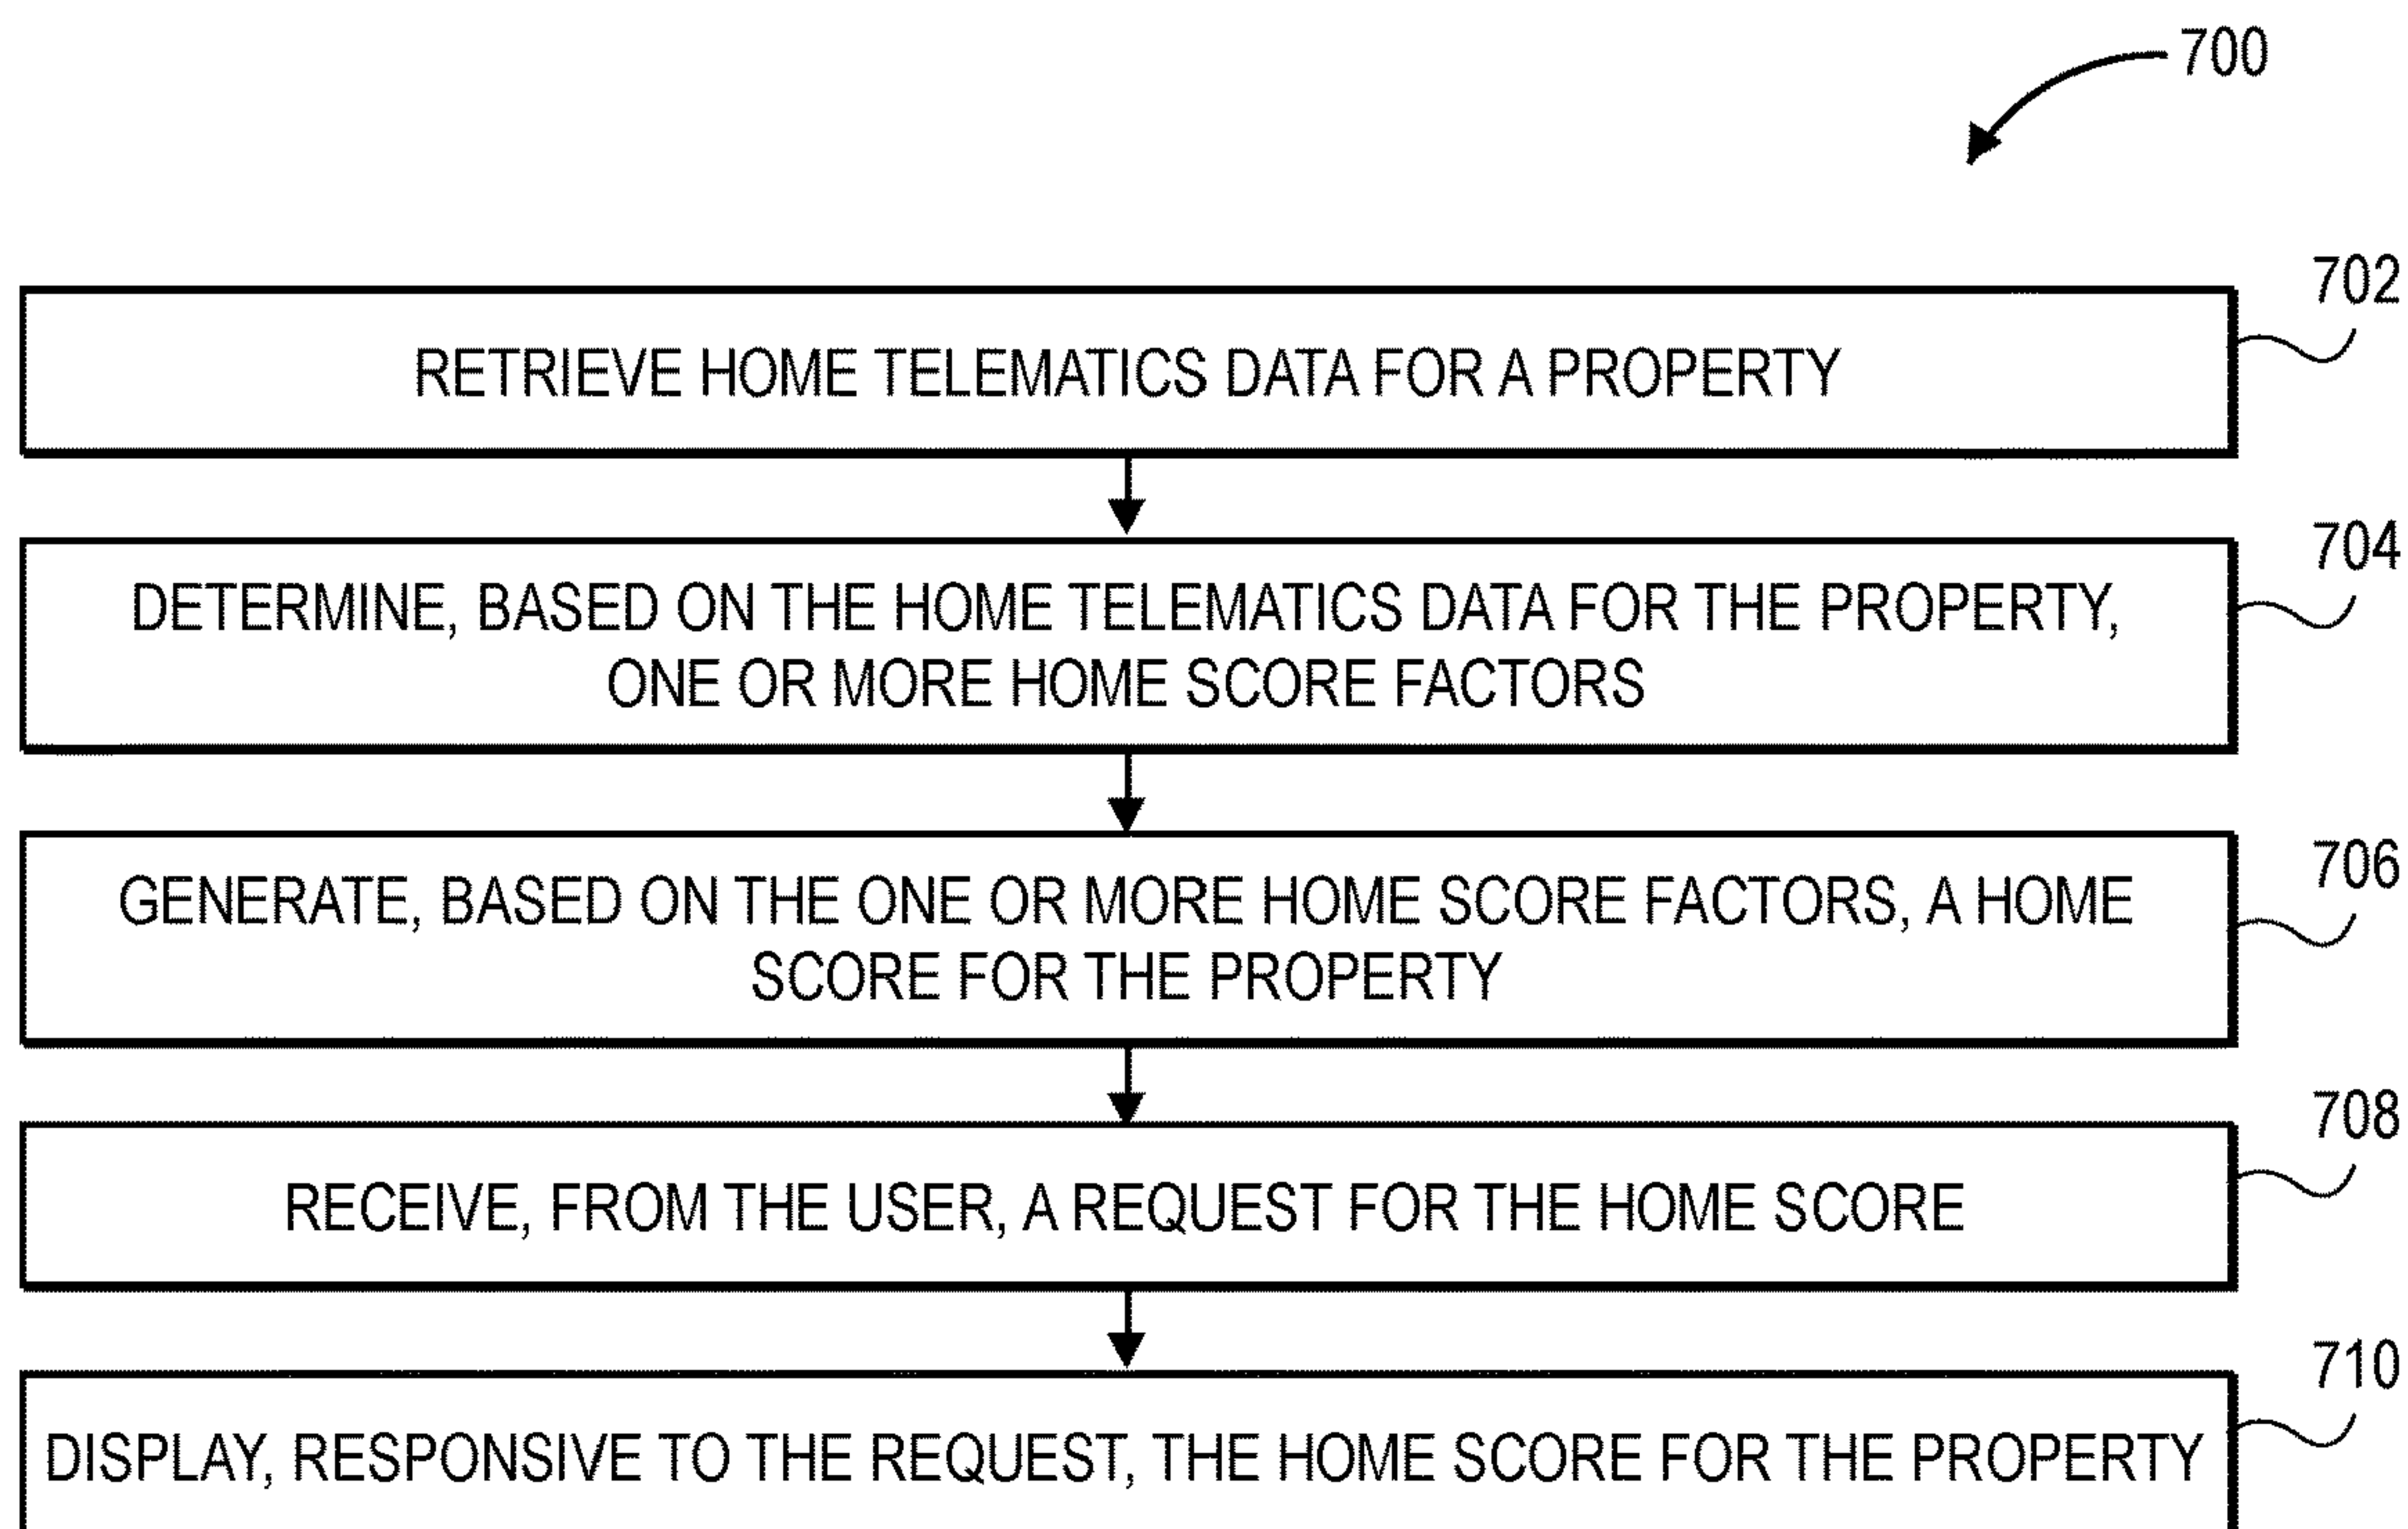 700
702
RETRIEVE HOME TELEMATICS DATA FOR A PROPERTY
704
DETERMINE, BASED ON THE HOME TELEMATICS DATA FOR THE PROPERTY,
ONE OR MORE HOME SCORE FACTORS
706
GENERATE, BASED ON THE ONE OR MORE HOME SCORE FACTORS, A HOME
SCORE FOR THE PROPERTY
708
RECEIVE, FROM THE USER, A REQUEST FOR THE HOME SCORE
710
DISPLAY, RESPONSIVE TO THE REQUEST, THE HOME SCORE FOR THE PROPERTY